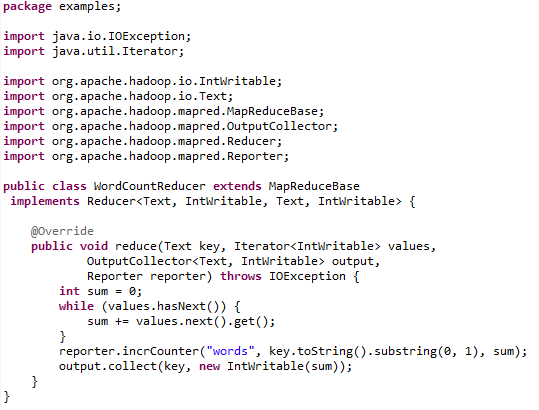 package examples;
import java.io.IOException;
import java.util.Iterator;
import org.apache.hadoop.io.IntWritable;
import org.apache.hadoop.io.Text;
import org.apache.hadoop.mapred.MapReduceBase;
import org.apache.hadoop.mapred.OutputCollector;
import org.apache.hadoop.mapred.Reducer;
import org.apache.hadoop.mapred.Reporter;
public class WordCountReducer extends MapReduceBase
 implements Reducer<Text, IntWritable, Text, IntWritable> {
    @Override
    public void reduce(Text key, Iterator<IntWritable> values,
            OutputCollector<Text, IntWritable> output,
            Reporter reporter) throws IOException {
        int sum = 0;
        while (values.hasNext()) {
            sum += values.next().get();
        }
        reporter.incrCounter("words", key.toString().substring(0, 1), sum);
        output.collect(key, new IntWritable(sum));
    }
}